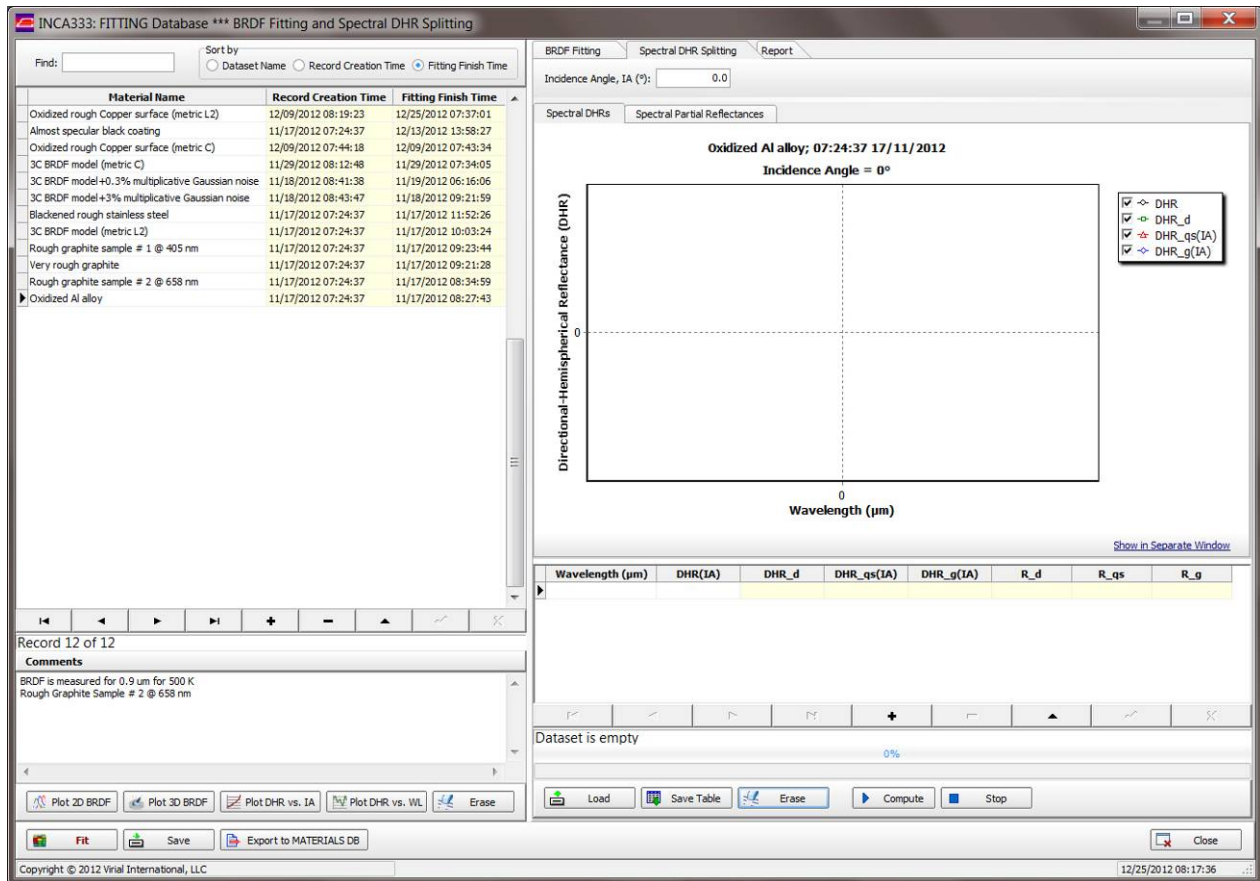 INCA333: FITTING Database *** BRDF Fitting and Spectral DHR Splitting
Find:
Sort by
Dataset Name Record Creation Time Fitting Finish Time
Material Name Record Creation Time Fitting Finish Time
Oxidized rough Copper surface (metric L2) 12/09/2012 08:19:23 12/25/2012 07:37:01
Almost specular black coating 11/17/2012 07:24:37 12/13/2012 13:58:27
Oxidized rough Copper surface (metric C) 12/09/2012 07:44:18 12/09/2012 07:43:34
3C BRDF model (metric C) 11/29/2012 08:12:48 11/29/2012 07:34:05
3C BRDF model+0.3% multiplicative Gaussian noise 11/18/2012 08:41:38 11/19/2012 06:16:06
3C BRDF model+3% multiplicative Gaussian noise 11/18/2012 08:43:47 11/18/2012 09:21:59
Blackened rough stainless steel 11/17/2012 07:24:37 11/17/2012 11:52:26
3C BRDF model (metric L2) 11/17/2012 07:24:37 11/17/2012 10:03:24
Rough graphite sample # 1 @ 405 nm 11/17/2012 07:24:37 11/17/2012 09:23:44
Very rough graphite 11/17/2012 07:24:37 11/17/2012 09:21:28
Rough graphite sample # 2 @ 658 nm 11/17/2012 07:24:37 11/17/2012 08:34:59
Oxidized Al alloy 11/17/2012 07:24:37 11/17/2012 08:27:43
Record 12 of 12
Comments
BRDF is measured for 0.9 um for 500 K
Rough Graphite Sample # 2 @ 658 nm
Plot 2D BRDF Plot 3D BRDF Plot DHR vs. IA Plot DHR vs. WL Erase
Fit Save Export to MATERIALS DB
Copyright © 2012 Virial International, LLC
BRDF Fitting Spectral DHR Splitting Report
Incidence Angle, IA (°): 0.0
Spectral DHRs Spectral Partial Reflectances
Oxidized Al alloy; 07:24:37 17/11/2012
Incidence Angle = 0°
Directional-Hemispherical Reflectance (DHR)
0
0
Wavelength (µm)
DHR
DHR_d
DHR_qs(IA)
DHR_g(IA)
Show in Separate Window
Wavelength (µm) DHR(IA) DHR_d DHR_qs(IA) DHR_g(IA) R_d R_qs R_g
Dataset is empty
0%
Load Save Table Erase Compute Stop
Close
12/25/2012 08:17:36